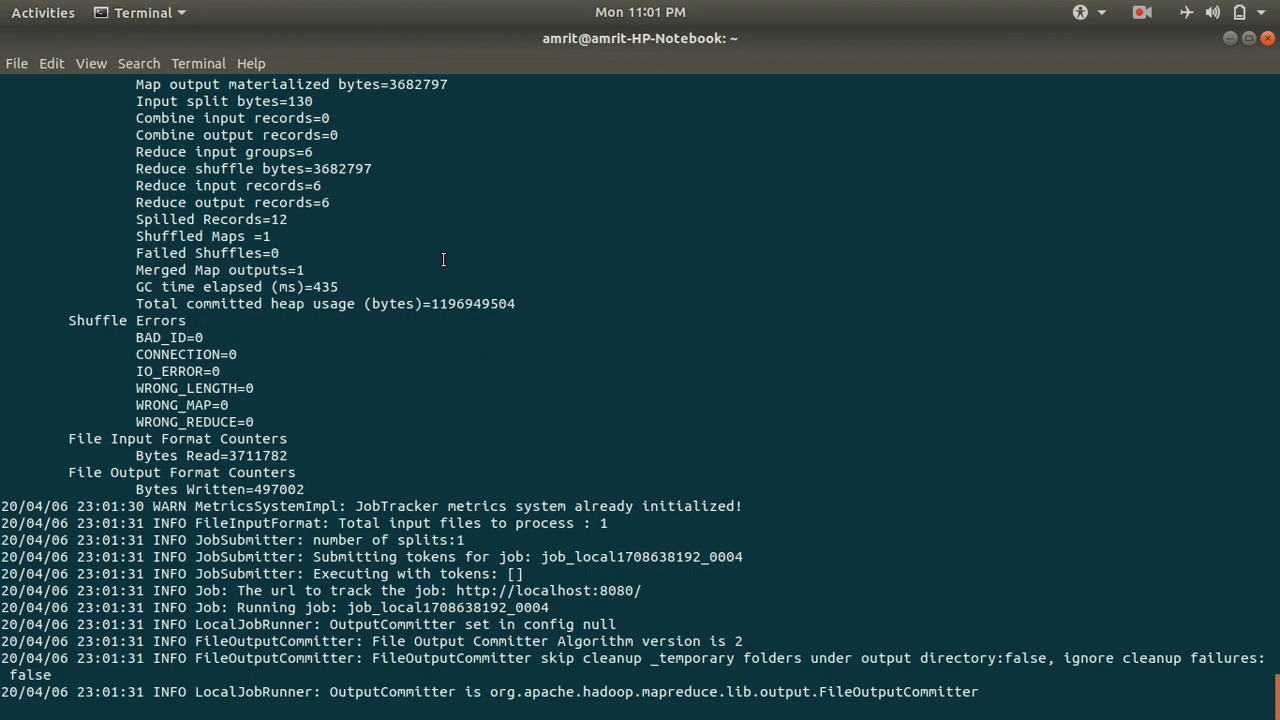 Activities Terminal Mon 11:01 PM
amrit@amrit-HP-Notebook: ~
File Edit View Search Terminal Help
Map output materialized bytes=3682797
Input split bytes=130
Combine input records=0
Combine output records=0
Reduce input groups=6
Reduce shuffle bytes=3682797
Reduce input records=6
Reduce output records=6
Spilled Records=12
Shuffled Maps =1
Failed Shuffles=0
Merged Map outputs=1
GC time elapsed (ms)=435
Total committed heap usage (bytes)=1196949504
Shuffle Errors
BAD_ID=0
CONNECTION=0
IO_ERROR=0
WRONG_LENGTH=0
WRONG_MAP=0
WRONG_REDUCE=0
File Input Format Counters
Bytes Read=3711782
File Output Format Counters
Bytes Written=497002
20/04/06 23:01:30 WARN MetricsSystemImpl: JobTracker metrics system already initialized!
20/04/06 23:01:31 INFO FileInputFormat: Total input files to process : 1
20/04/06 23:01:31 INFO JobSubmitter: number of splits:1
20/04/06 23:01:31 INFO JobSubmitter: Submitting tokens for job: job_local1708638192_0004
20/04/06 23:01:31 INFO JobSubmitter: Executing with tokens: []
20/04/06 23:01:31 INFO Job: The url to track the job: http://localhost:8080/
20/04/06 23:01:31 INFO Job: Running job: job_local1708638192_0004
20/04/06 23:01:31 INFO LocalJobRunner: OutputCommitter set in config null
20/04/06 23:01:31 INFO FileOutputCommitter: File Output Committer Algorithm version is 2
20/04/06 23:01:31 INFO FileOutputCommitter: FileOutputCommitter skip cleanup _temporary folders under output directory:false, ignore cleanup failures:
false
20/04/06 23:01:31 INFO LocalJobRunner: OutputCommitter is org.apache.hadoop.mapreduce.lib.output.FileOutputCommitter